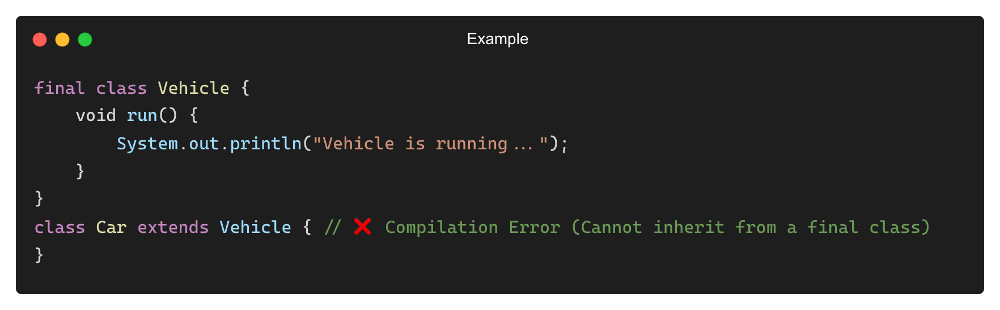 Example
final class Vehicle {
    void run() {
        System.out.println("Vehicle is running...");
    }
}
class Car extends Vehicle { // ❌ Compilation Error (Cannot inherit from a final class)
}